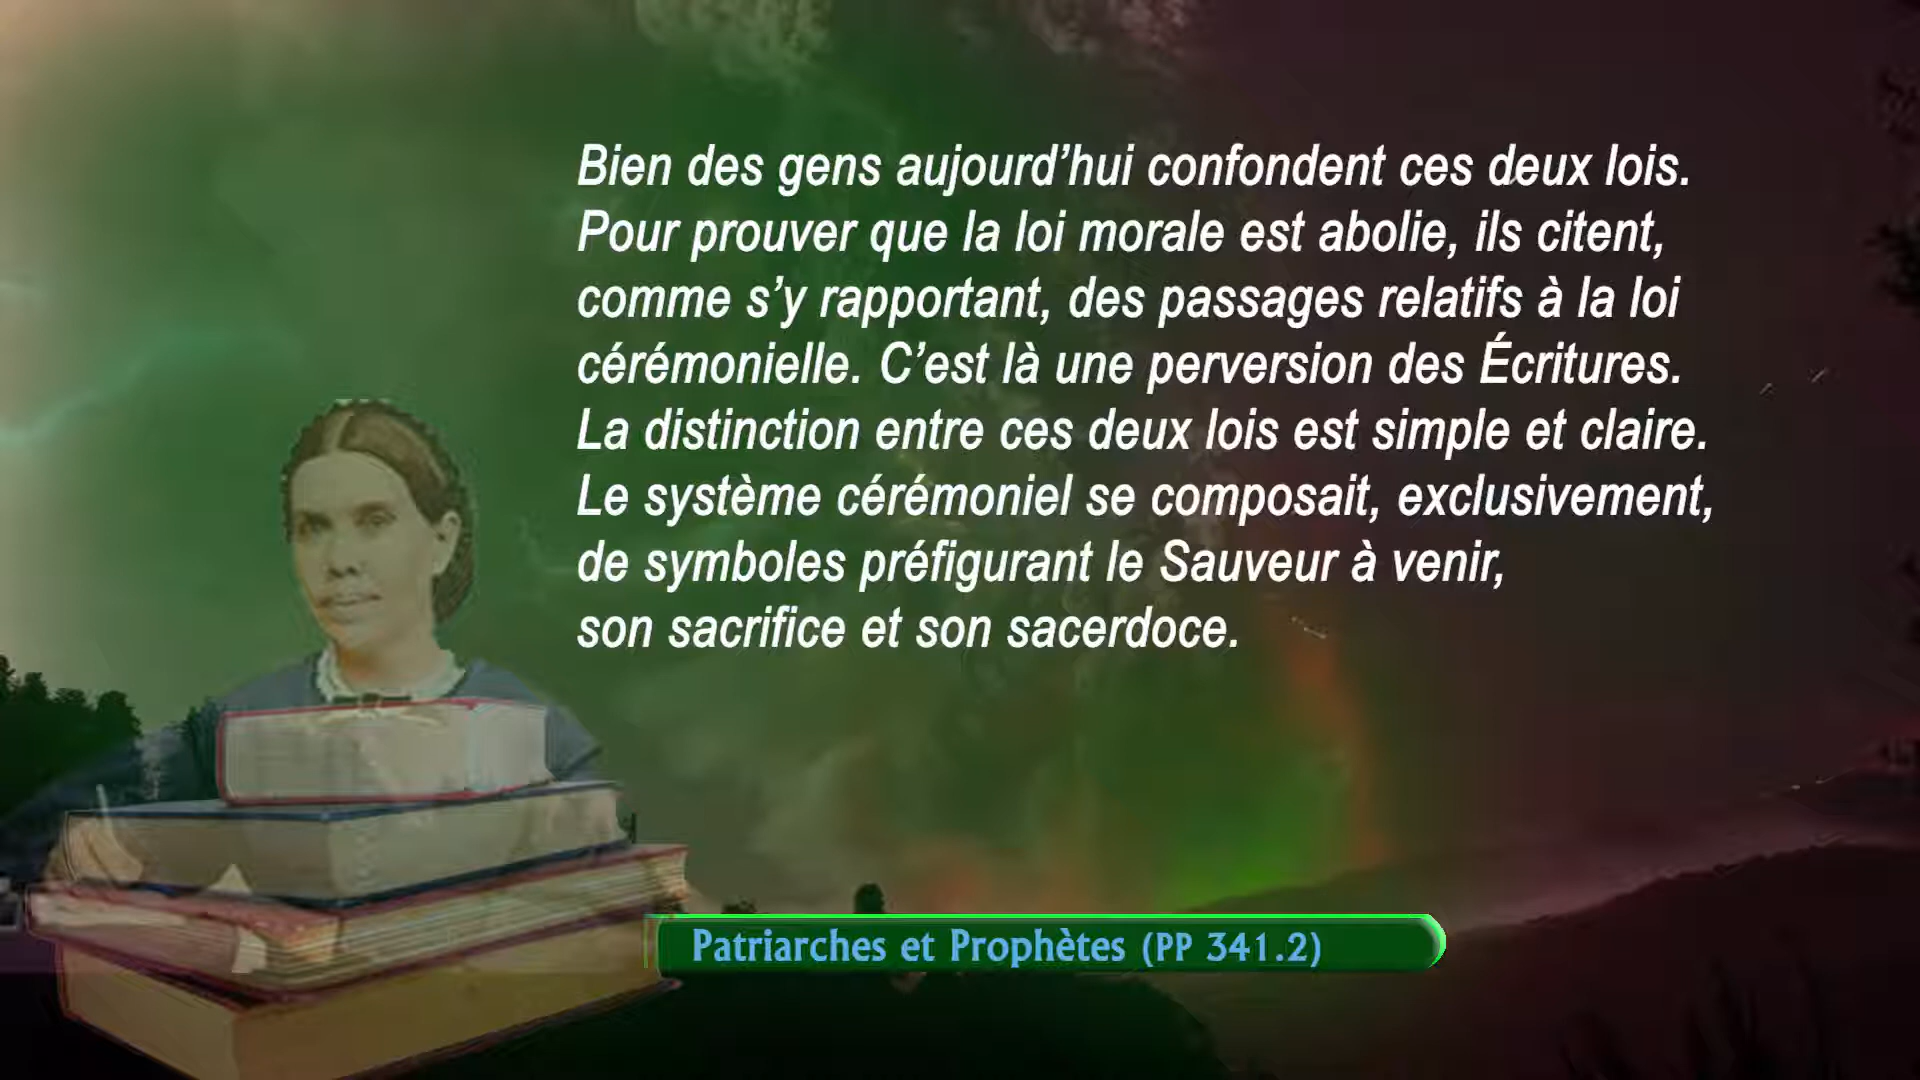 Bien des gens aujourd’hui confondent ces deux lois.
Pour prouver que la loi morale est abolie, ils citent,
comme s’y rapportant, des passages relatifs à la loi
cérémonielle. C’est là une perversion des Écritures.
La distinction entre ces deux lois est simple et claire.
Le système cérémoniel se composait, exclusivement,
de symboles préfigurant le Sauveur à venir,
son sacrifice et son sacerdoce.
Patriarches et Prophètes (PP 341.2)